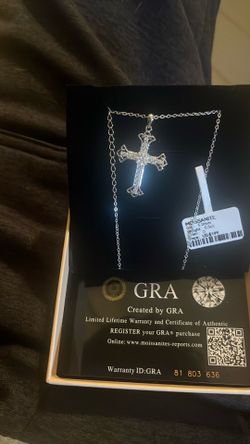 MOISSANITE
GRA
Created by GRA
Limited Lifetime Warranty and Certificate of Authentic
REGISTER your GRA® purchase
Online: www.moissanites-reports.com
Warranty ID:GRA 81 803 636